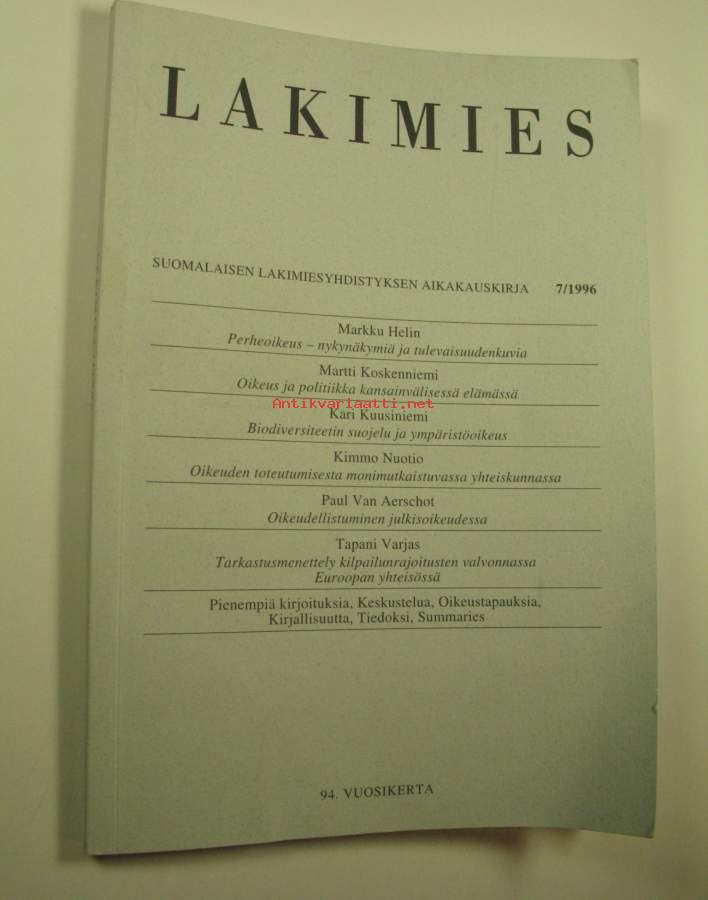 LAKIMIES
SUOMALAISEN LAKIMIESYHDISTYKSEN AIKAKAUSKIRJA 7/1996
Markku Helin
Perheoikeus – nykynäkymiä ja tulevaisuudenkuvia
Martti Koskenniemi
Oikeus ja politiikka kansainvälisessä elämässä
Antikvariaatti.net
Kari Kuusiniemi
Biodiversiteetin suojelu ja ympäristöoikeus
Kimmo Nuotio
Oikeuden toteutumisesta monimutkaistuvassa yhteiskunnassa
Paul Van Aerschot
Oikeudellistuminen julkisoikeudessa
Tapani Varjas
Tarkastusmenettely kilpailunrajoitusten valvonnassa
Euroopan yhteisössä
Pienempiä kirjoituksia, Keskustelua, Oikeustapauksia,
Kirjallisuutta, Tiedoksi, Summaries
94. VUOSIKERTA